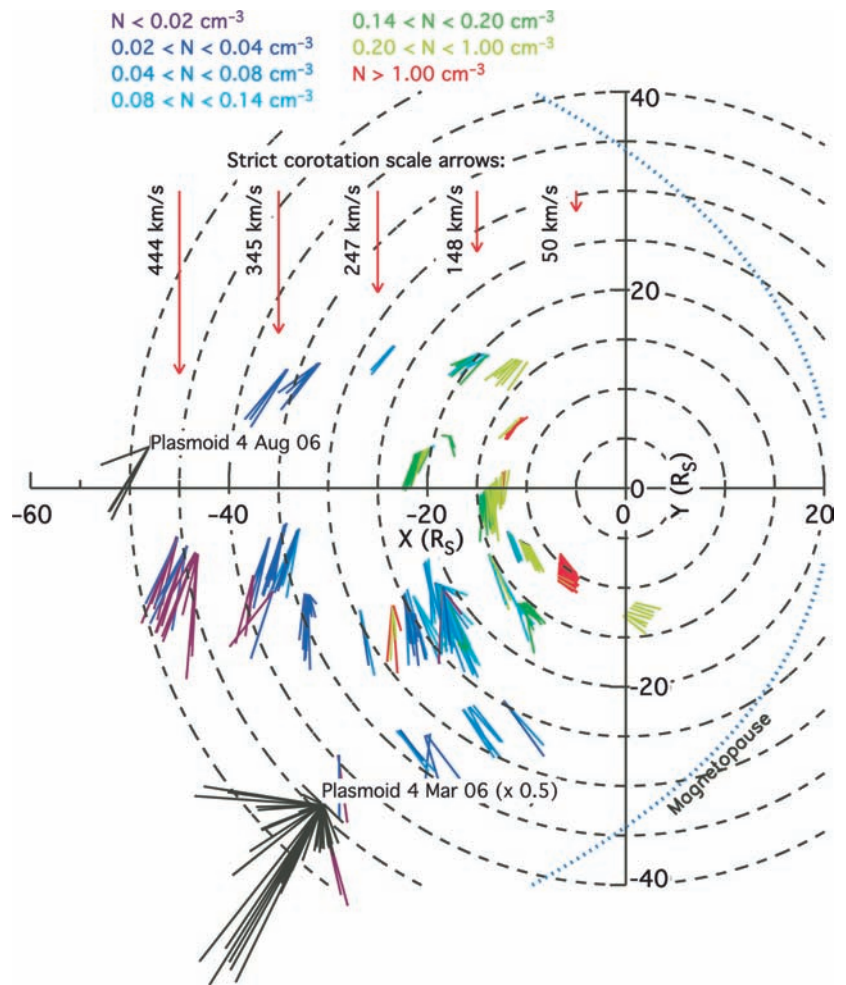 N < 0.02 cm⁻³
0.02 < N < 0.04 cm⁻³
0.04 < N < 0.08 cm⁻³
0.08 < N < 0.14 cm⁻³
0.14 < N < 0.20 cm⁻³
0.20 < N < 1.00 cm⁻³
N > 1.00 cm⁻³
40
Strict corotation scale arrows:
444 km/s
345 km/s
247 km/s
148 km/s
50 km/s
20
Plasmoid 4 Aug 06
0
Y (R_S)
-60
-40
-20
0
20
X (R_S)
-20
Magnetopause
Plasmoid 4 Mar 06 (x 0.5)
-40